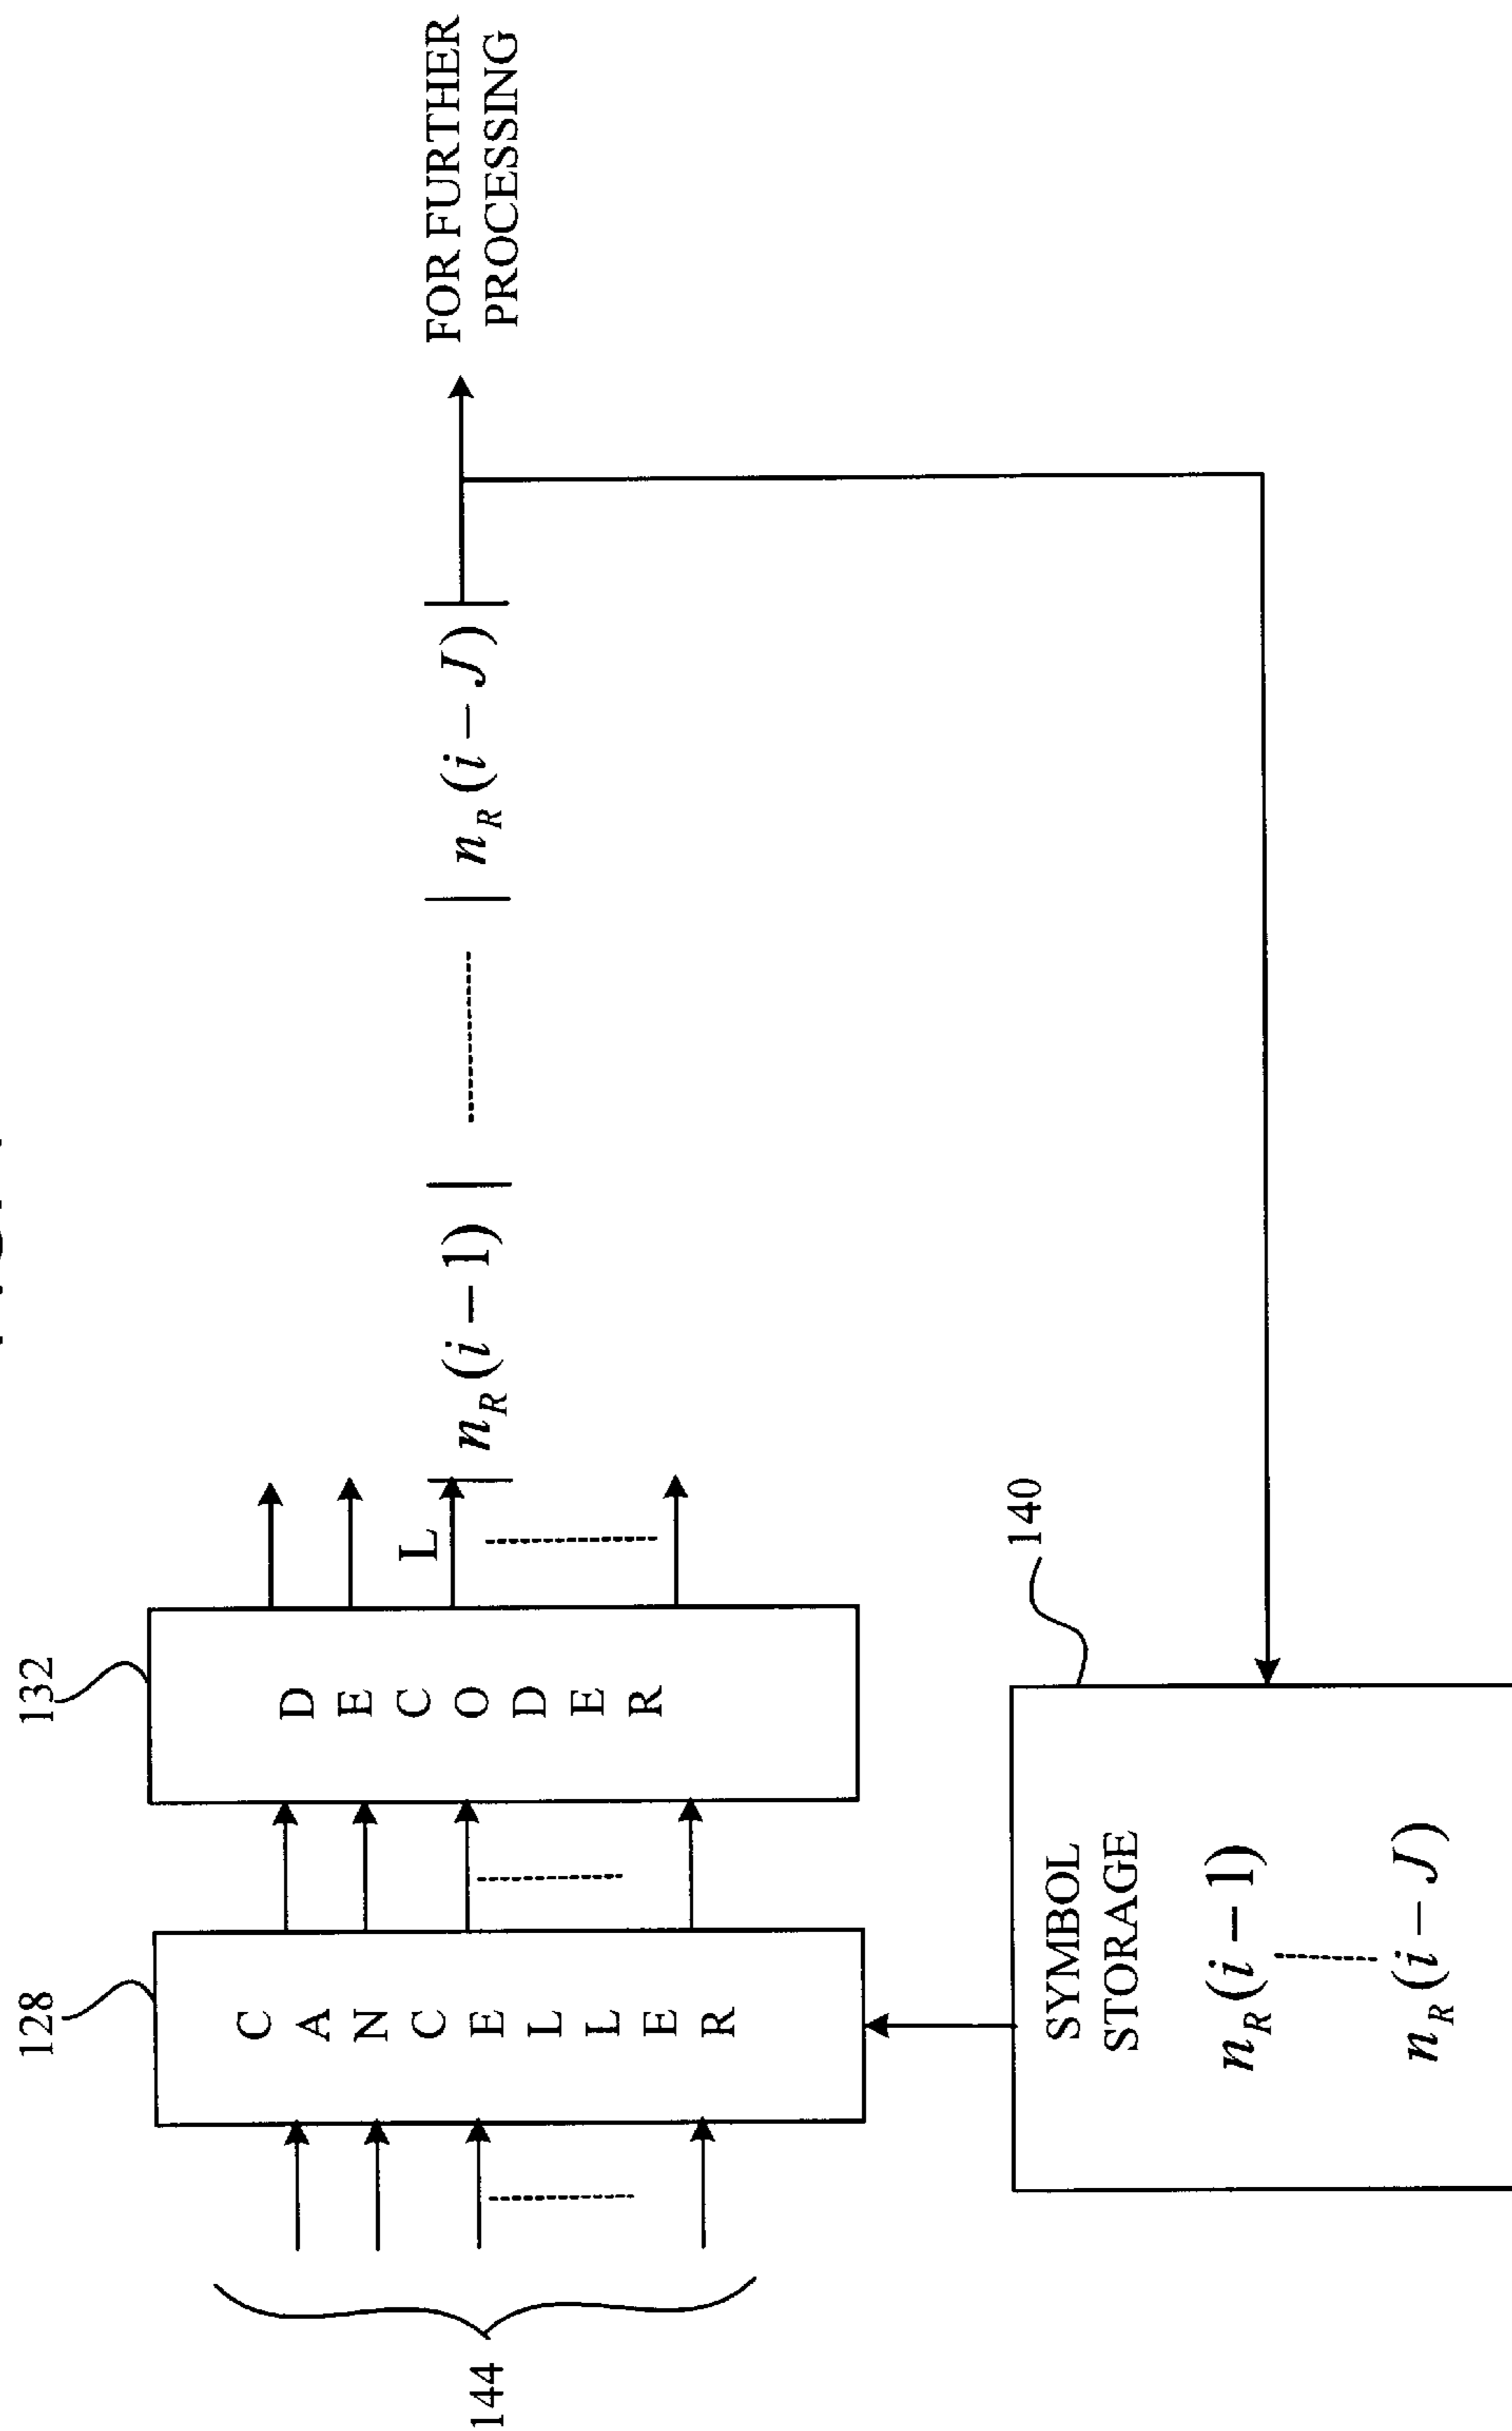 132
128
DECODER
CANCELLER
L
n_R(i − 1)
n_R(i − J)
FOR FURTHER
PROCESSING
144
140
SYMBOL
STORAGE
n_R(i − 1)
n_R(i − J)